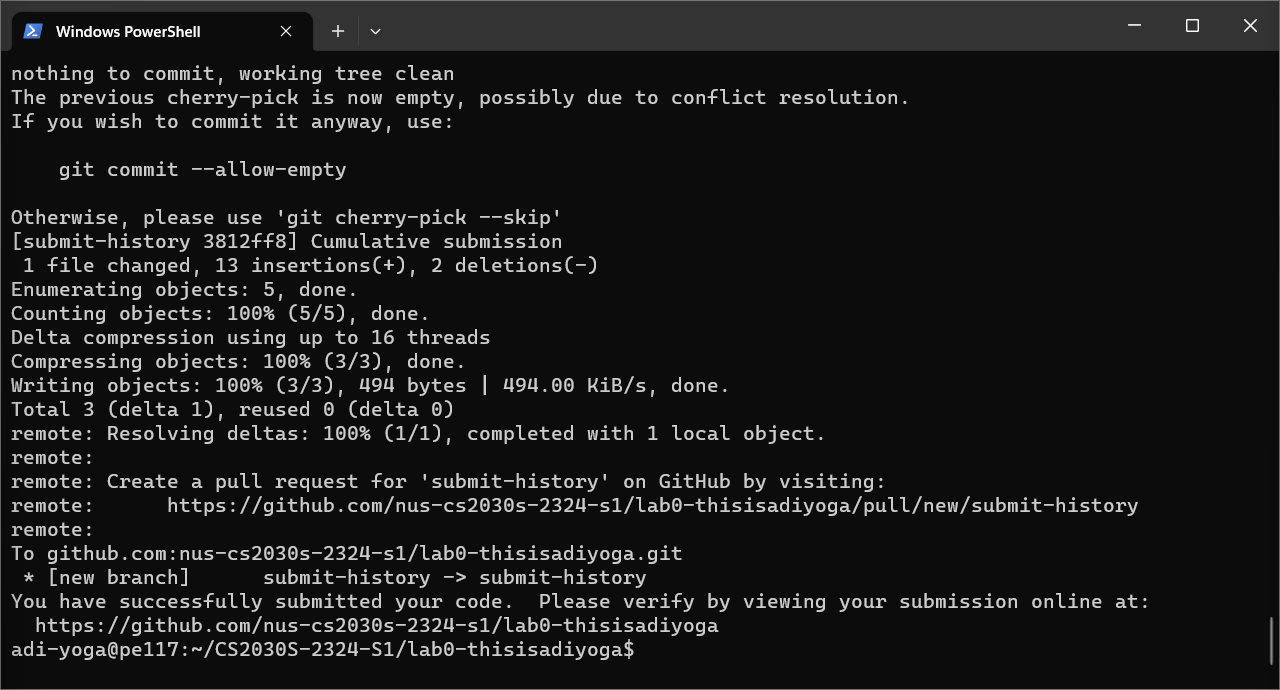 Windows PowerShell
nothing to commit, working tree clean
The previous cherry-pick is now empty, possibly due to conflict resolution.
If you wish to commit it anyway, use:
    git commit --allow-empty
Otherwise, please use 'git cherry-pick --skip'
[submit-history 3812ff8] Cumulative submission
 1 file changed, 13 insertions(+), 2 deletions(-)
Enumerating objects: 5, done.
Counting objects: 100% (5/5), done.
Delta compression using up to 16 threads
Compressing objects: 100% (3/3), done.
Writing objects: 100% (3/3), 494 bytes | 494.00 KiB/s, done.
Total 3 (delta 1), reused 0 (delta 0)
remote: Resolving deltas: 100% (1/1), completed with 1 local object.
remote:
remote: Create a pull request for 'submit-history' on GitHub by visiting:
remote:      https://github.com/nus-cs2030s-2324-s1/lab0-thisisadiyoga/pull/new/submit-history
remote:
To github.com:nus-cs2030s-2324-s1/lab0-thisisadiyoga.git
 * [new branch]      submit-history -> submit-history
You have successfully submitted your code.  Please verify by viewing your submission online at:
  https://github.com/nus-cs2030s-2324-s1/lab0-thisisadiyoga
adi-yoga@pe117:~/CS2030S-2324-S1/lab0-thisisadiyoga$